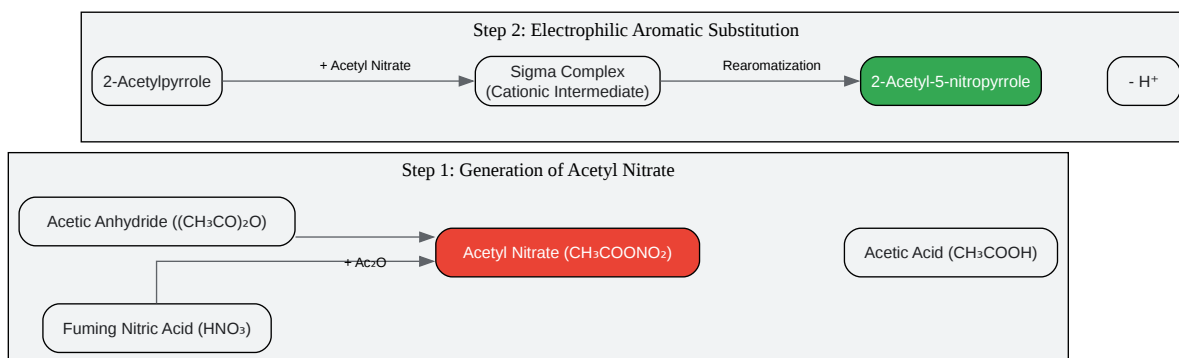 Step 2: Electrophilic Aromatic Substitution
2-Acetylpyrrole
+ Acetyl Nitrate
Sigma Complex
(Cationic Intermediate)
Rearomatization
2-Acetyl-5-nitropyrrole
- H⁺
Step 1: Generation of Acetyl Nitrate
Acetic Anhydride ((CH₃CO)₂O)
+ Ac₂O
Acetyl Nitrate (CH₃COONO₂)
Acetic Acid (CH₃COOH)
Fuming Nitric Acid (HNO₃)